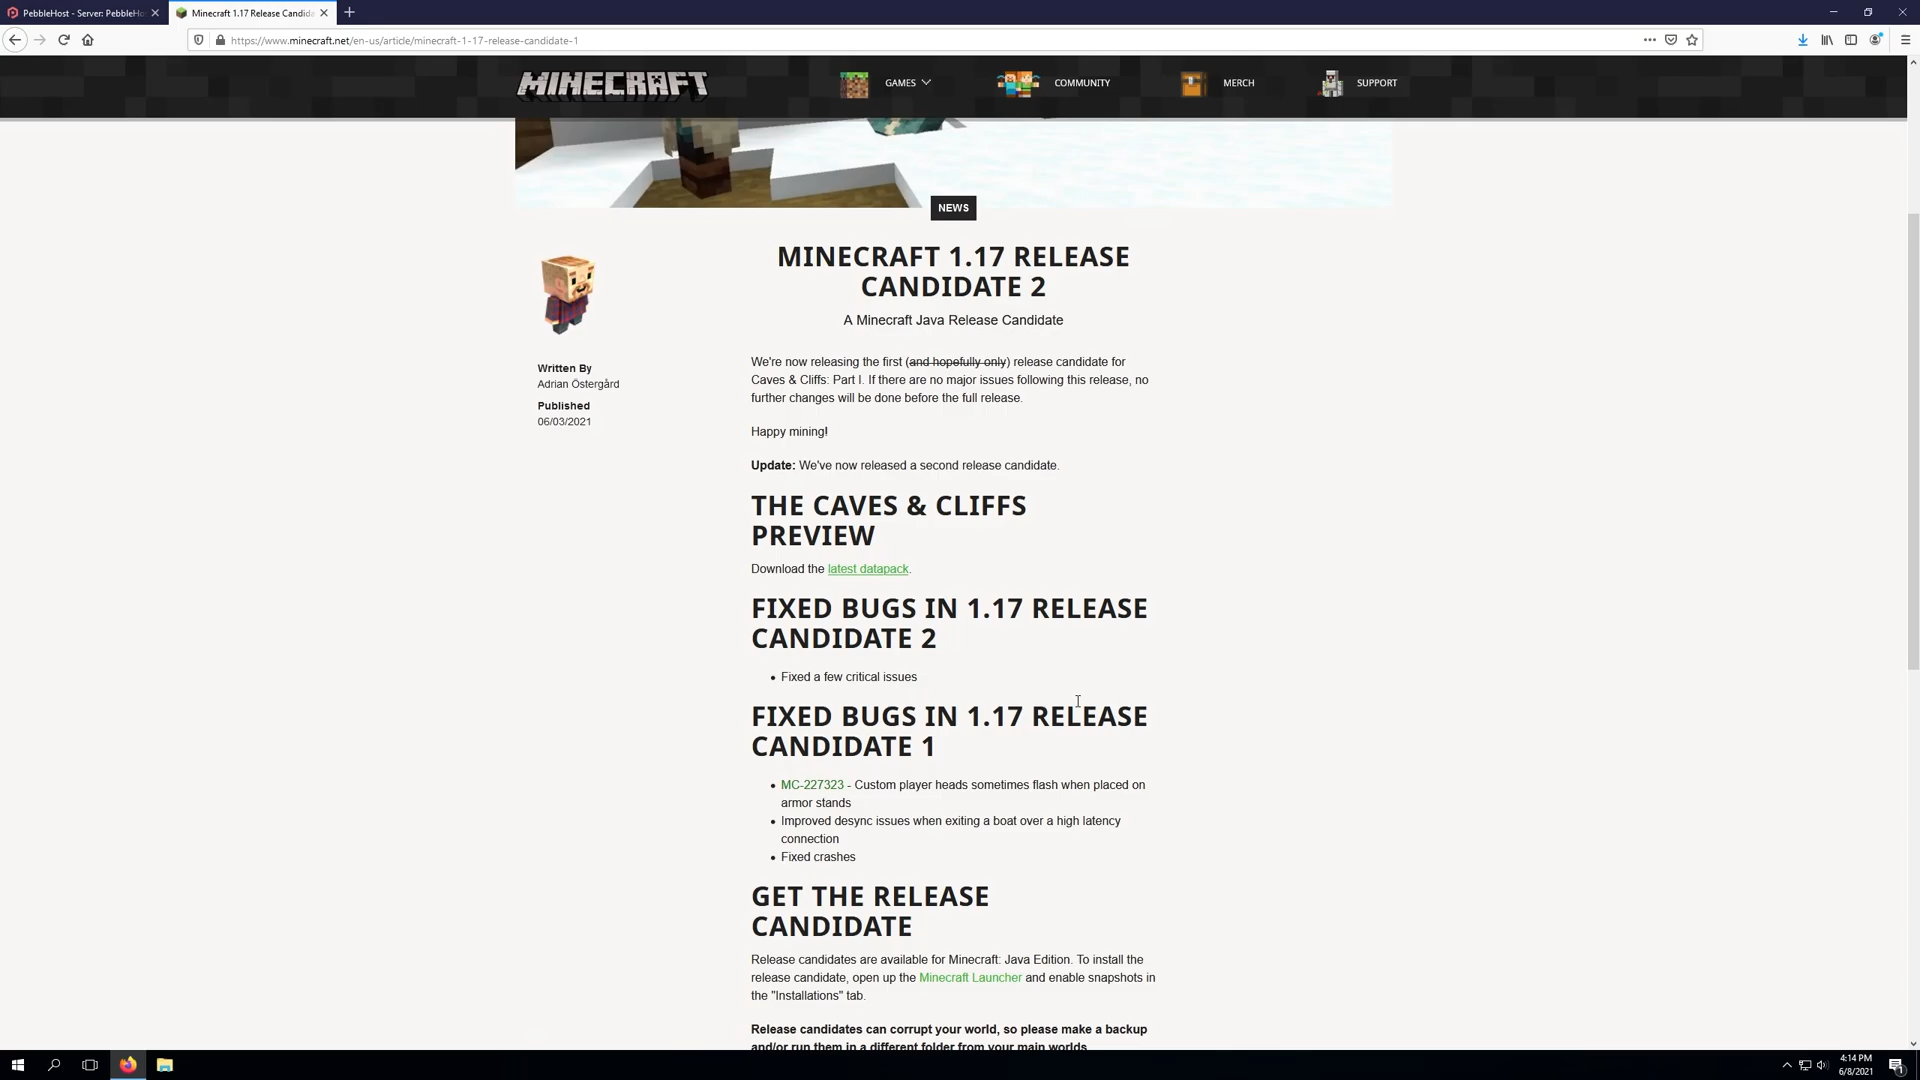 PebbleHost - Server: PebbleHo
Minecraft 1.17 Release Candida
https://www.minecraft.net/en-us/article/minecraft-1-17-release-candidate-1
MINECRAFT
GAMES
COMMUNITY
MERCH
SUPPORT
NEWS
MINECRAFT 1.17 RELEASE
CANDIDATE 2
A Minecraft Java Release Candidate
Written By
Adrian Östergård
Published
06/03/2021
We're now releasing the first (and hopefully only) release candidate for
Caves & Cliffs: Part I. If there are no major issues following this release, no
further changes will be done before the full release.
Happy mining!
Update: We've now released a second release candidate.
THE CAVES & CLIFFS
PREVIEW
Download the latest datapack.
FIXED BUGS IN 1.17 RELEASE
CANDIDATE 2
• Fixed a few critical issues
FIXED BUGS IN 1.17 RELEASE
CANDIDATE 1
• MC-227323 - Custom player heads sometimes flash when placed on
armor stands
• Improved desync issues when exiting a boat over a high latency
connection
• Fixed crashes
GET THE RELEASE
CANDIDATE
Release candidates are available for Minecraft: Java Edition. To install the
release candidate, open up the Minecraft Launcher and enable snapshots in
the "Installations" tab.
Release candidates can corrupt your world, so please make a backup
and/or run them in a different folder from your main worlds.
4:14 PM
6/8/2021